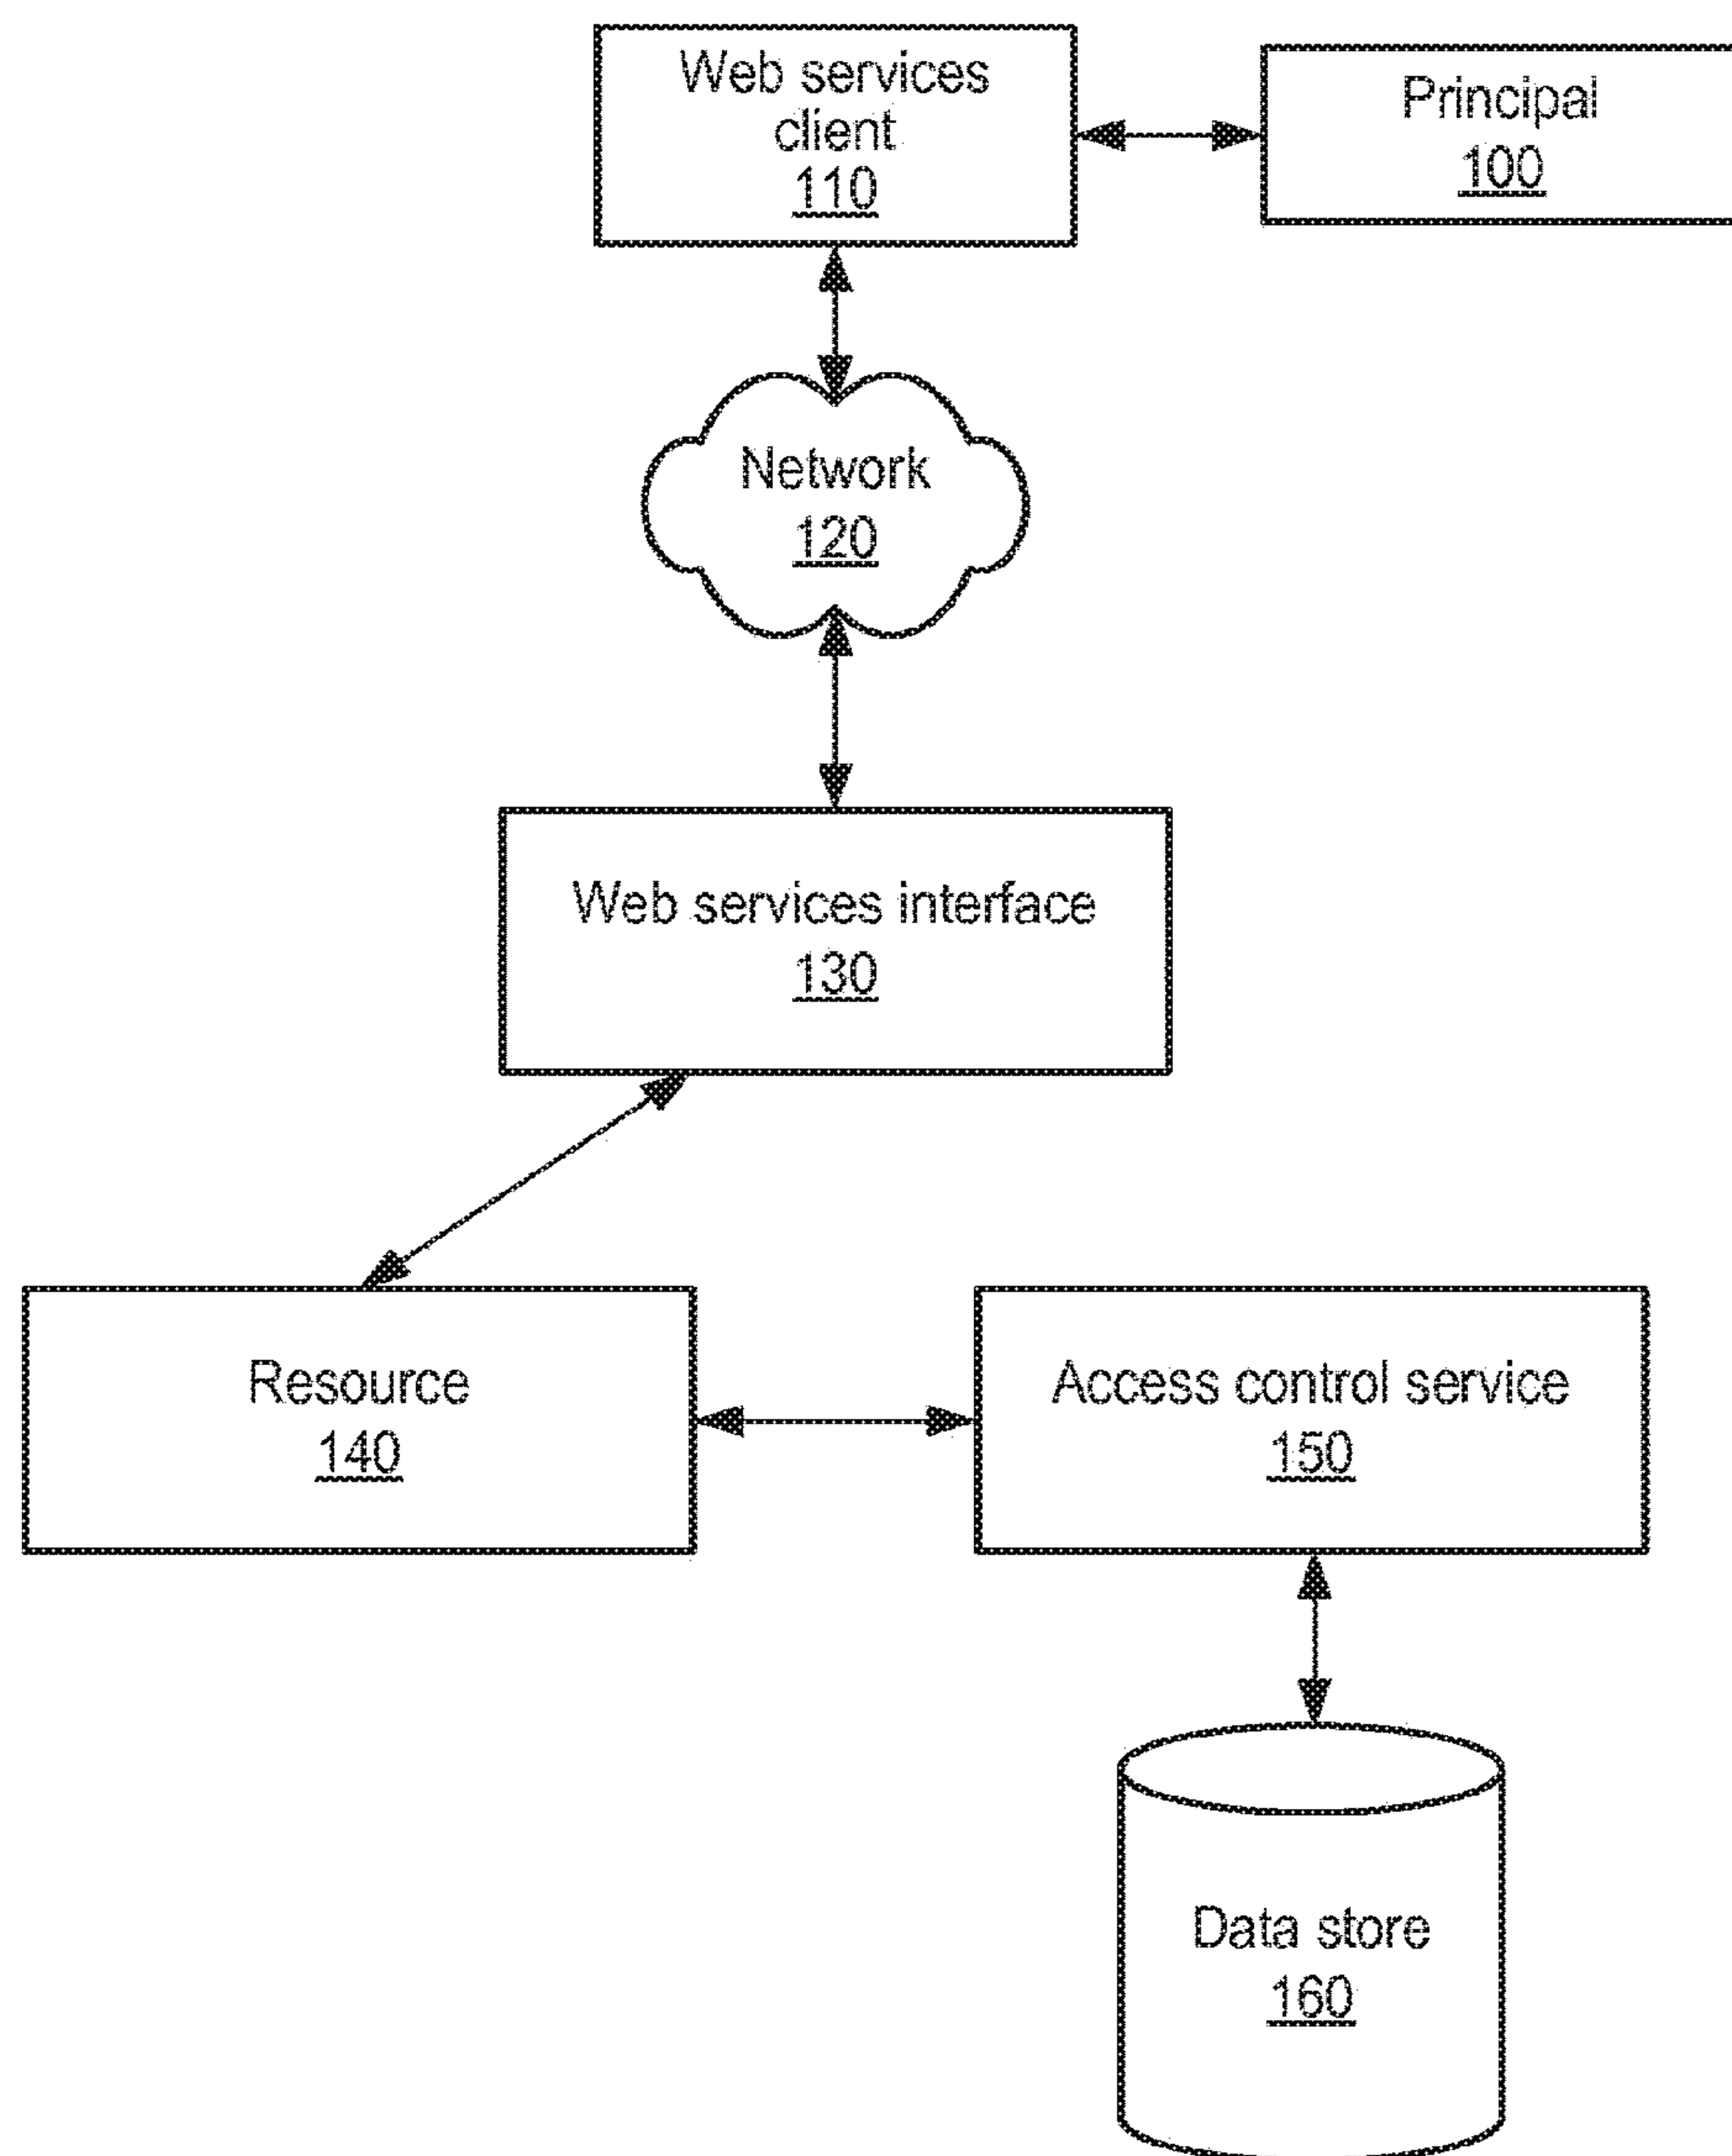 Web services
client
110
Principal
100
Network
120
Web services interface
130
Resource
140
Access control service
150
Data store
160